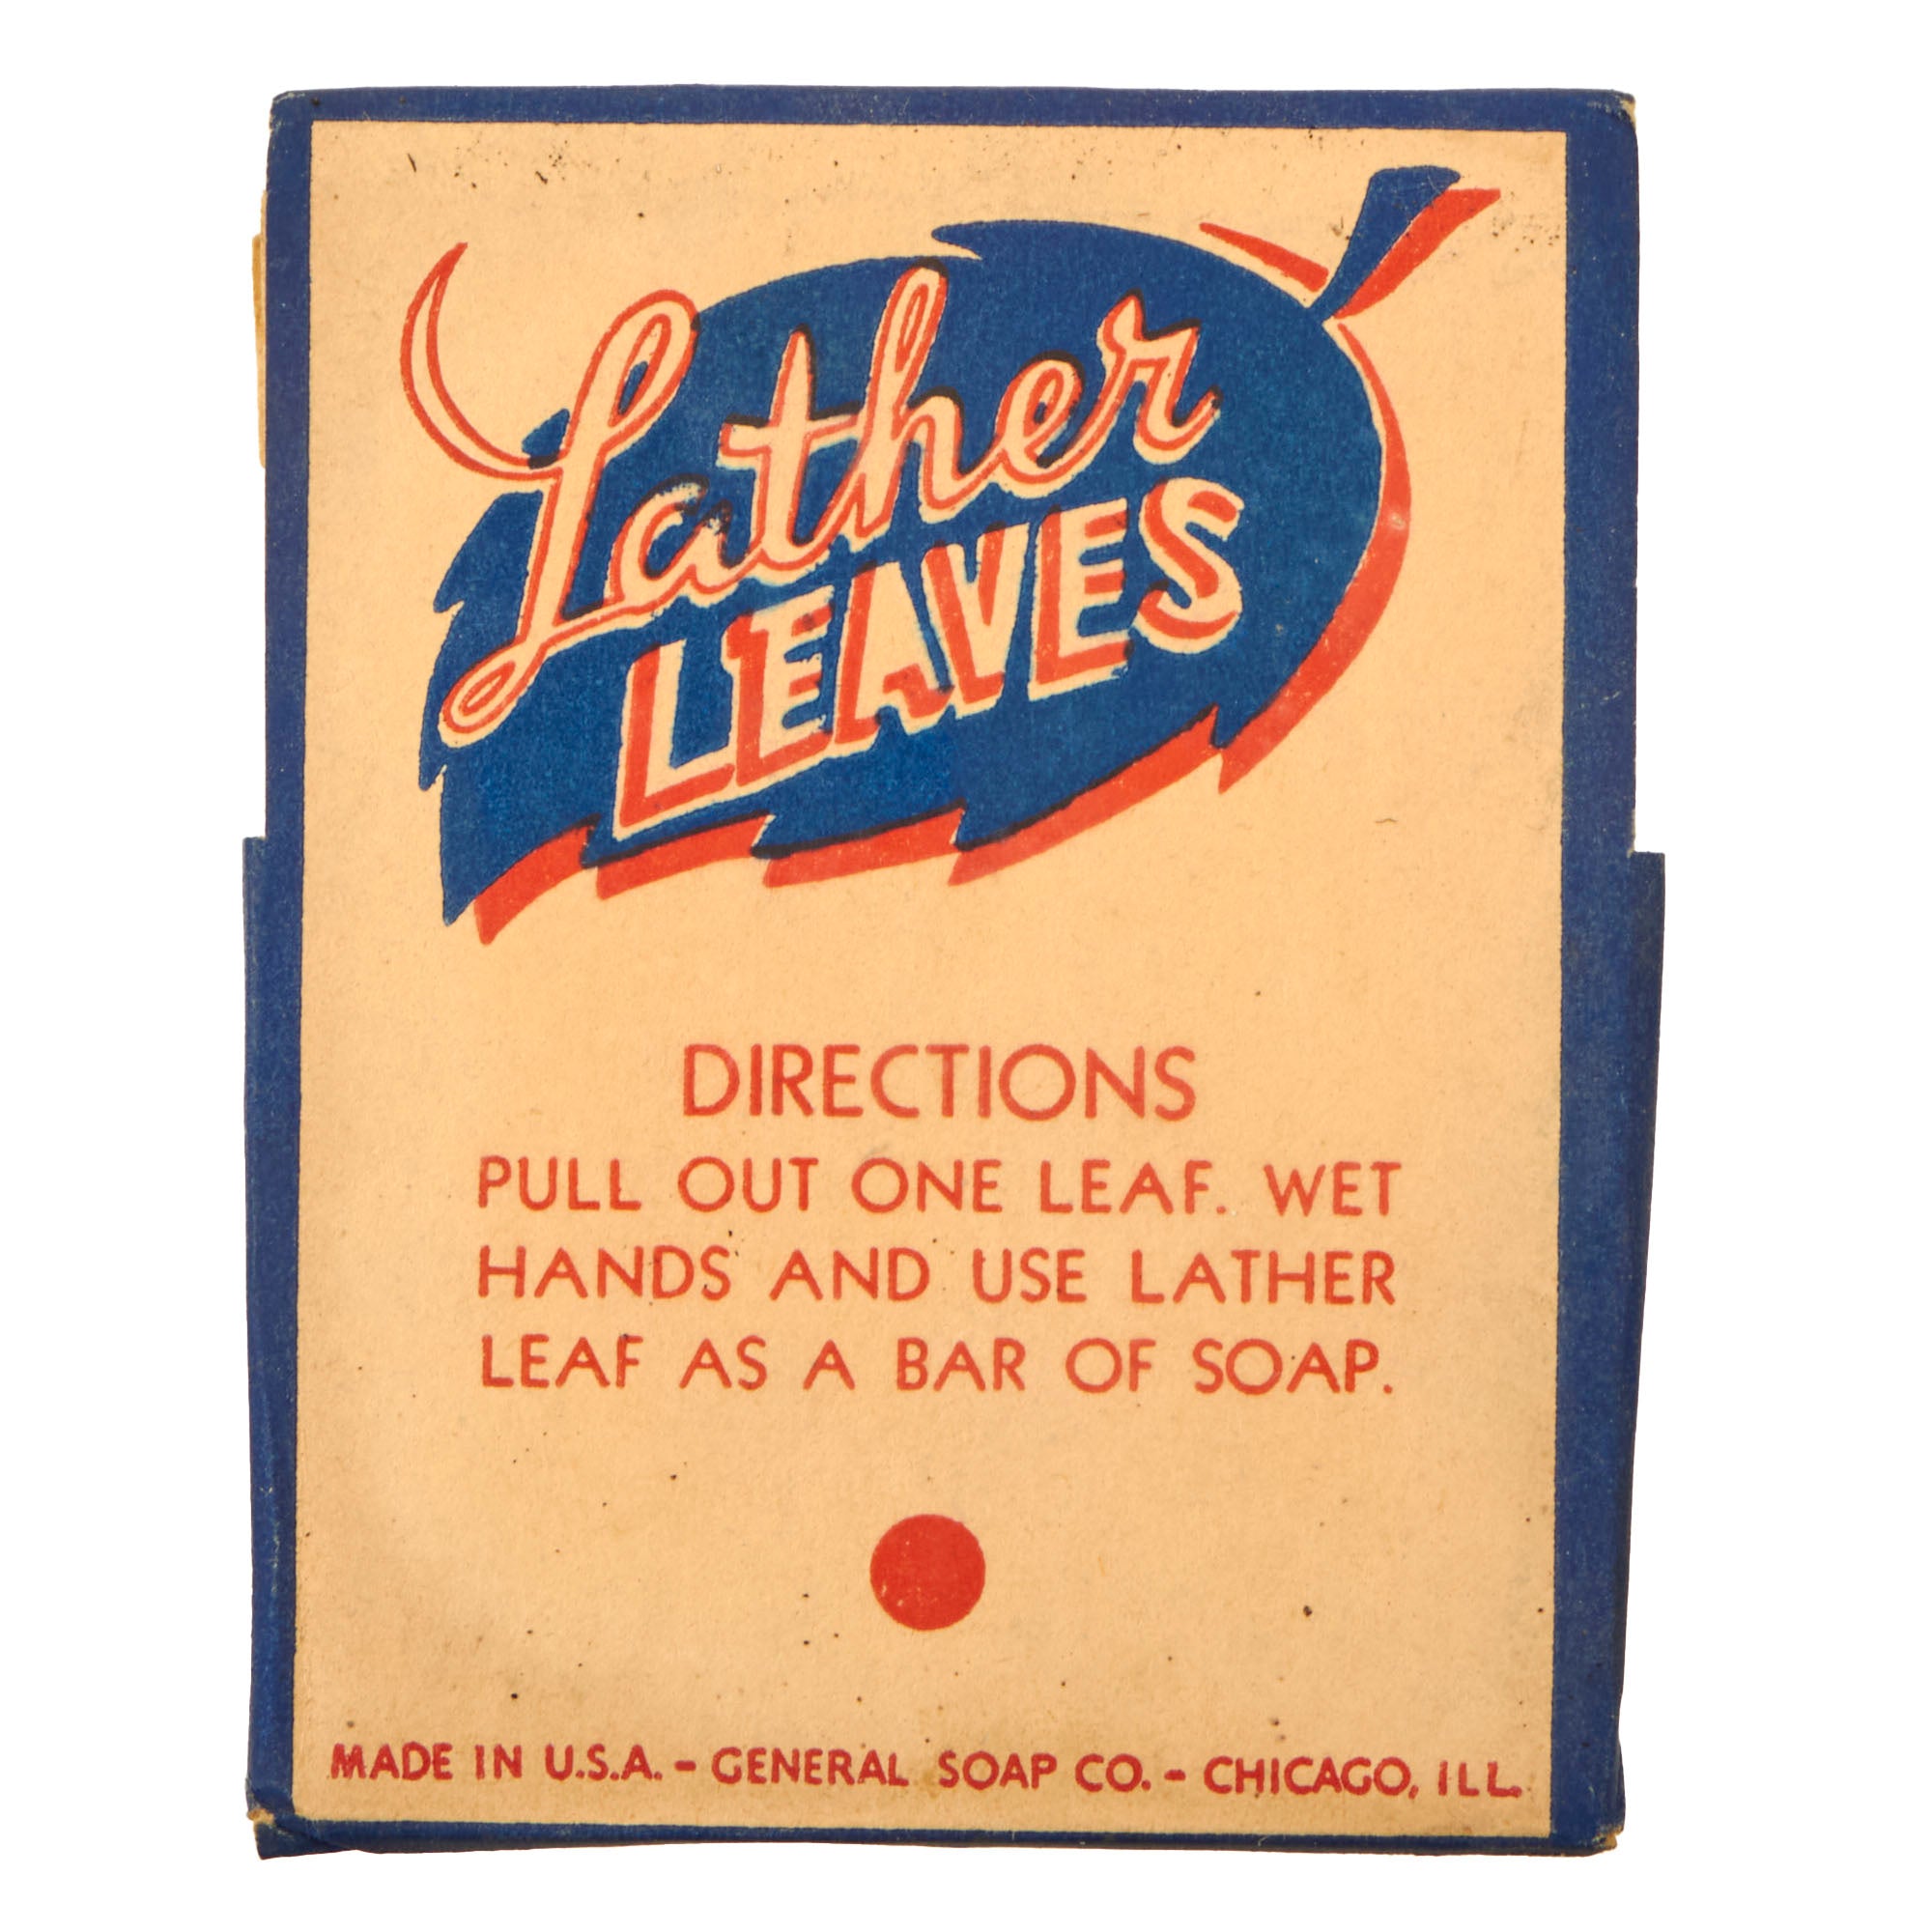 Lather
LEAVES
DIRECTIONS
PULL OUT ONE LEAF. WET
HANDS AND USE LATHER
LEAF AS A BAR OF SOAP.
MADE IN U.S.A. - GENERAL SOAP CO. - CHICAGO, ILL.